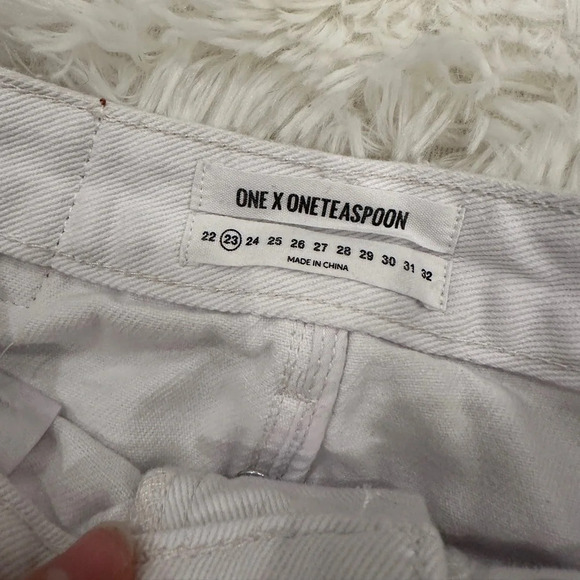 ONE X ONETEASPOON
22 23 24 25 26 27 28 29 30 31 32
MADE IN CHINA